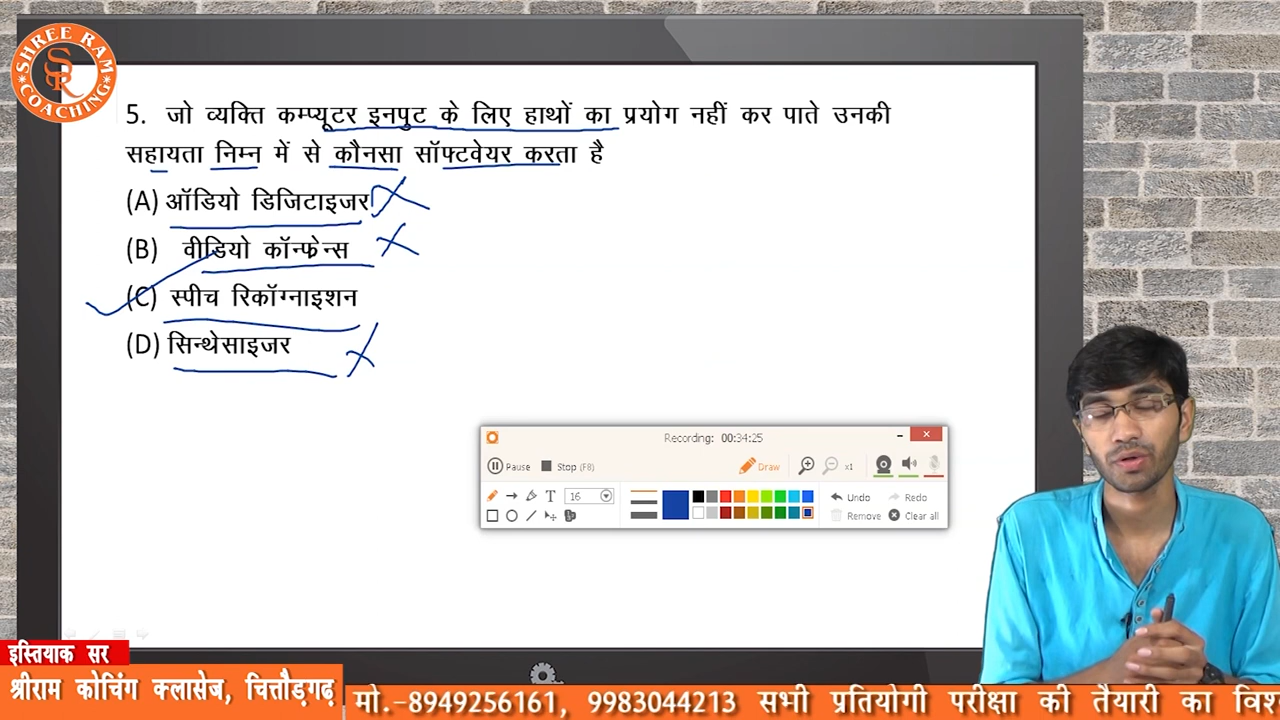 SHREE RAM
SR
COACHING
5. जो व्यक्ति कम्प्यूटर इनपुट के लिए हाथों का प्रयोग नहीं कर पाते उनकी
सहायता निम्न में से कौनसा सॉफ्टवेयर करता है
(A) ऑडियो डिजिटाइजर
(B) वीडियो कॉन्फ्रेन्स
(C) स्पीच रिकॉग्नाइशन
(D) सिन्थेसाइजर
Recording: 00:34:25
Pause Stop (F8) Draw x1
T 16 Undo Redo
Remove Clear all
इस्तियाक सर
श्रीराम कोचिंग क्लासेज, चित्तौड़गढ़
मो.-8949256161, 9983044213 सभी प्रतियोगी परीक्षा की तैयारी का विश